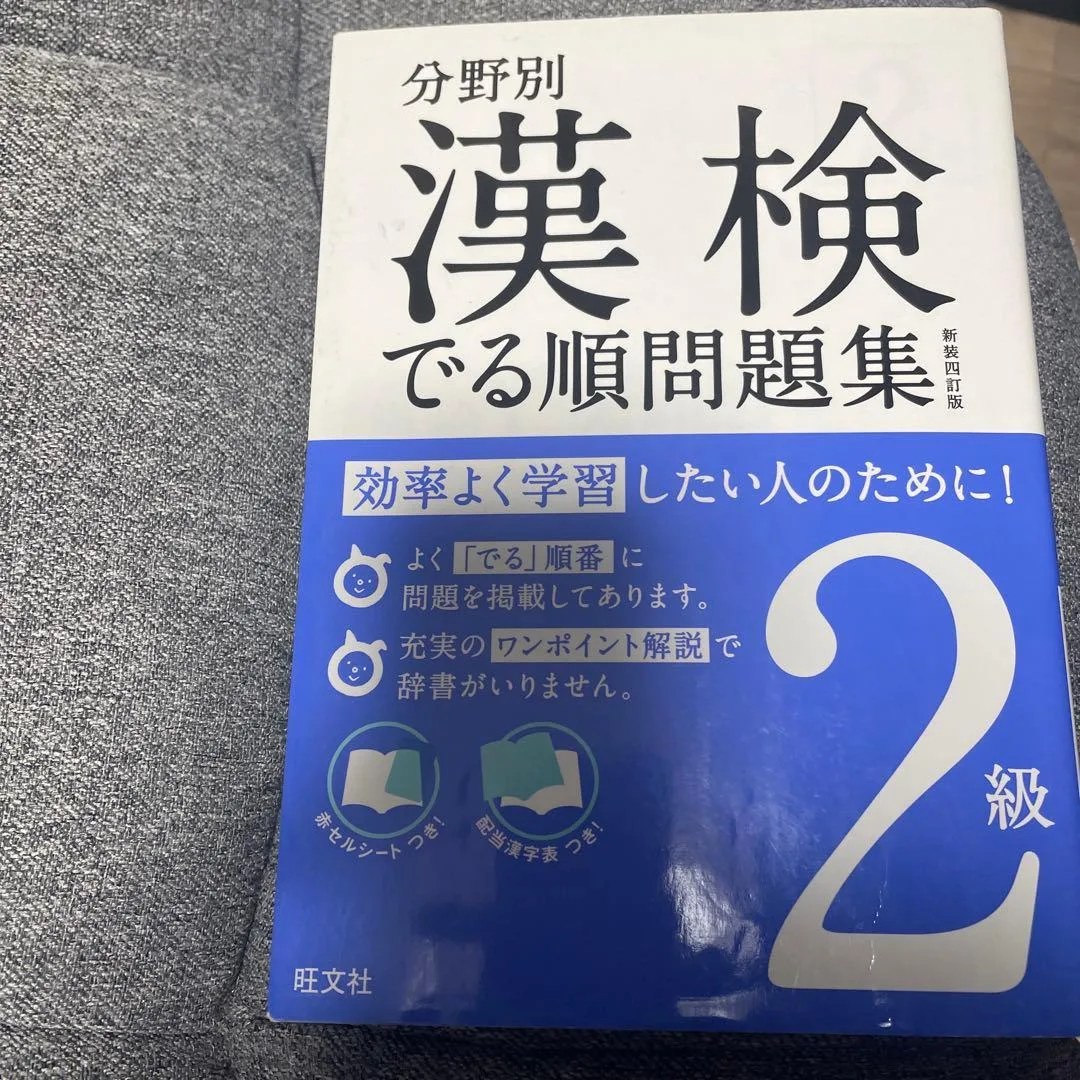 分野別
漢検
でる順問題集
新装四訂版
効率よく学習したい人のために!
よく「でる」順番に
問題を掲載してあります。
充実のワンポイント解説で
辞書がいりません。
2級
赤セルシート つき!
配当漢字表 つき!
旺文社